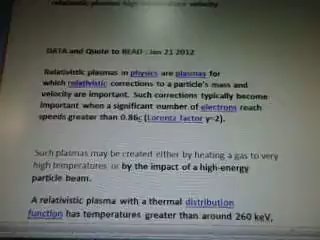 relativistic plasmas high velocity
DATA and Quote to READ : Jan 21 2012
Relativistic plasmas in physics are plasmas for
which relativistic corrections to a particle's mass and
velocity are important. Such corrections typically become
important when a significant number of electrons reach
speeds greater than 0.86c (Lorentz factor γ=2).
Such plasmas may be created either by heating a gas to very
high temperatures or by the impact of a high-energy
particle beam.
A relativistic plasma with a thermal distribution
function has temperatures greater than around 260 keV,